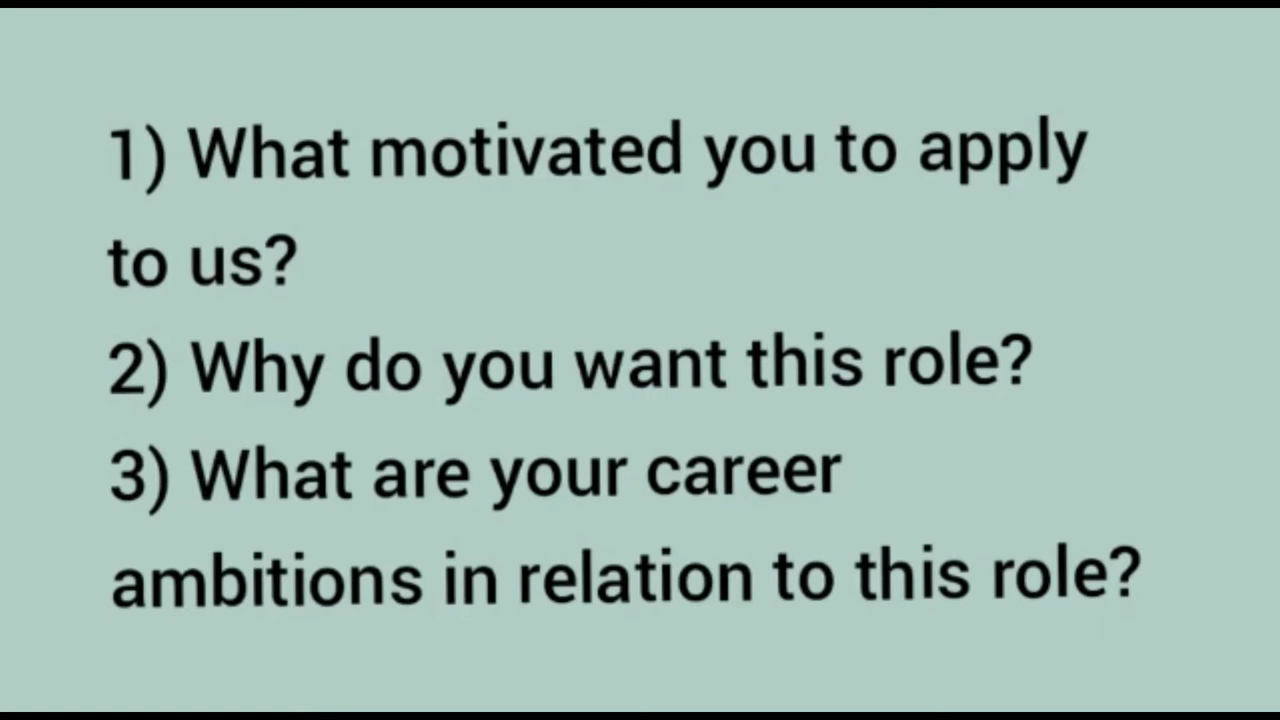 1) What motivated you to apply
to us?
2) Why do you want this role?
3) What are your career
ambitions in relation to this role?